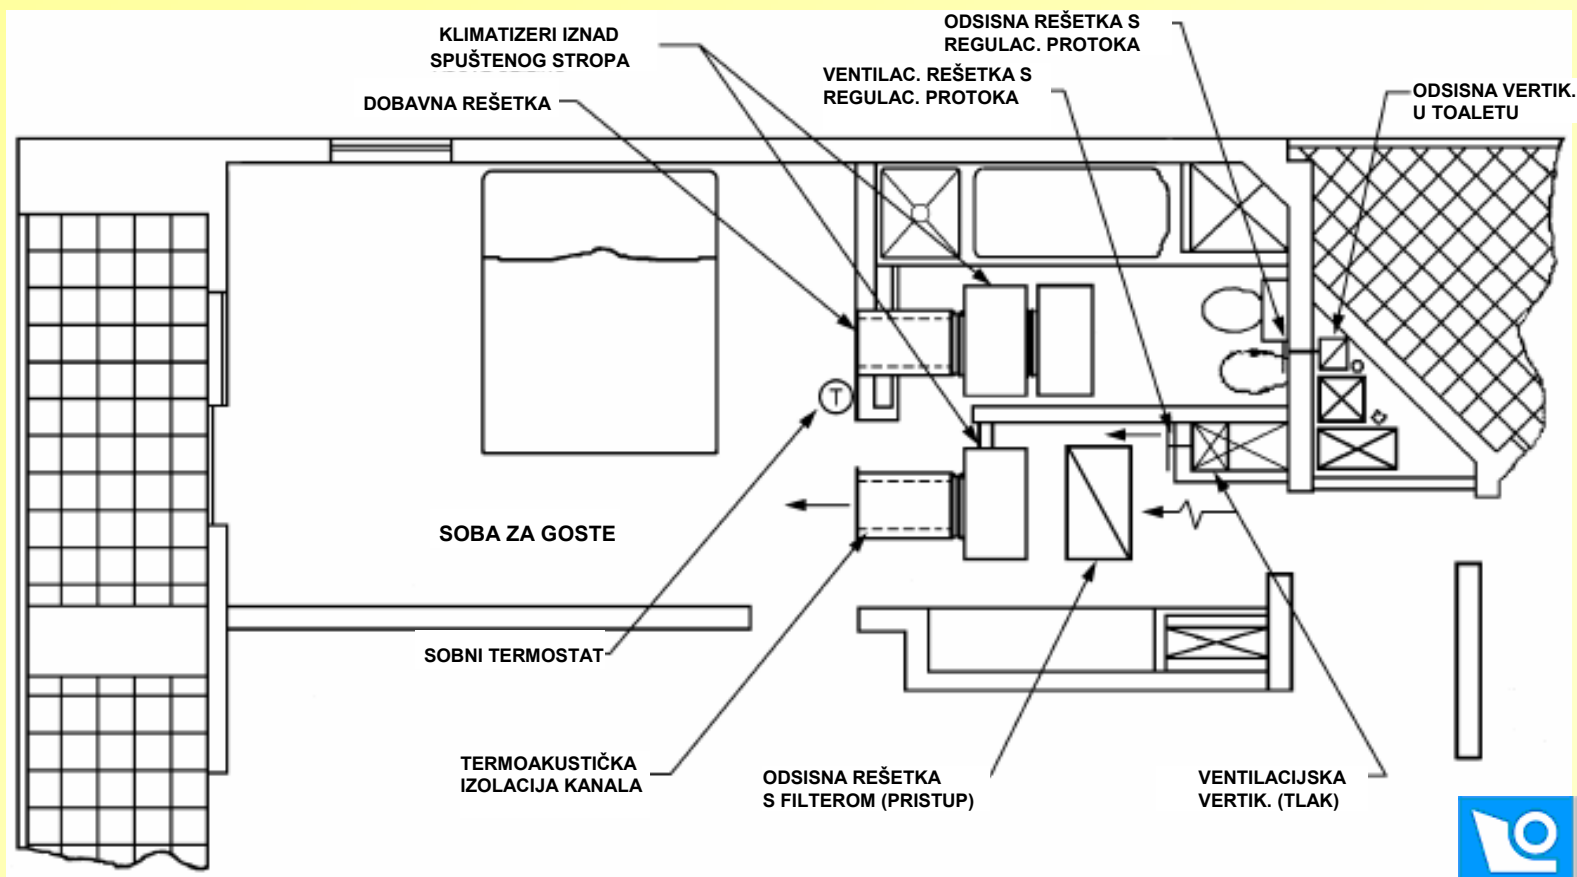 ODSISNA REŠETKA S
REGULAC. PROTOKA
KLIMATIZERI IZNAD
SPUŠTENOG STROPA
VENTILAC. REŠETKA S
REGULAC. PROTOKA
DOBAVNA REŠETKA
ODSISNA VERTIK.
U TOALETU
T
SOBA ZA GOSTE
SOBNI TERMOSTAT
TERMOAKUSTIČKA
IZOLACIJA KANALA
ODSISNA REŠETKA
S FILTEROM (PRISTUP)
VENTILACIJSKA
VERTIK. (TLAK)